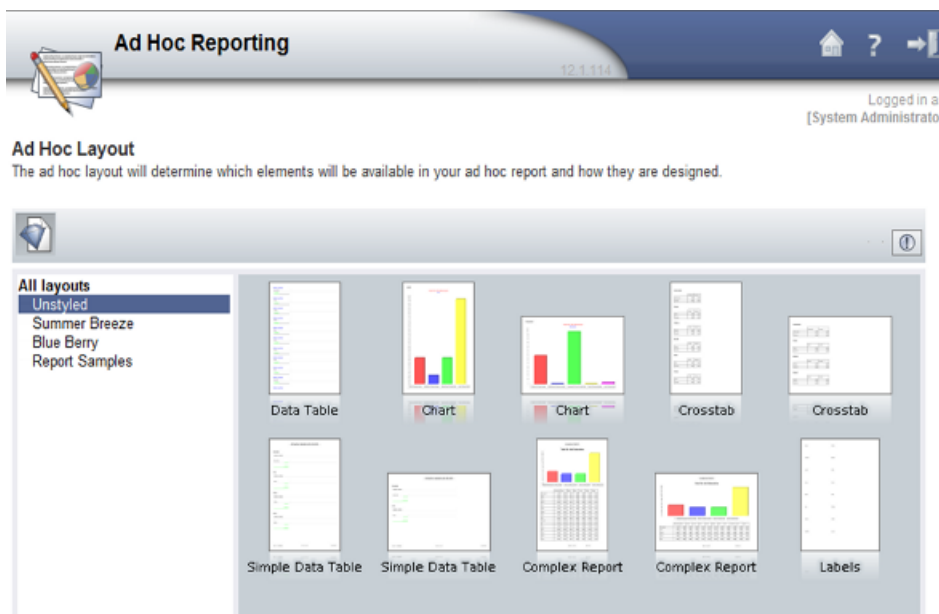 Ad Hoc Reporting
12.1.114
Logged in a
[System Administrato
Ad Hoc Layout
The ad hoc layout will determine which elements will be available in your ad hoc report and how they are designed.
All layouts
Unstyled
Summer Breeze
Blue Berry
Report Samples
Data Table
Chart
Chart
Crosstab
Crosstab
Simple Data Table
Simple Data Table
Complex Report
Complex Report
Labels